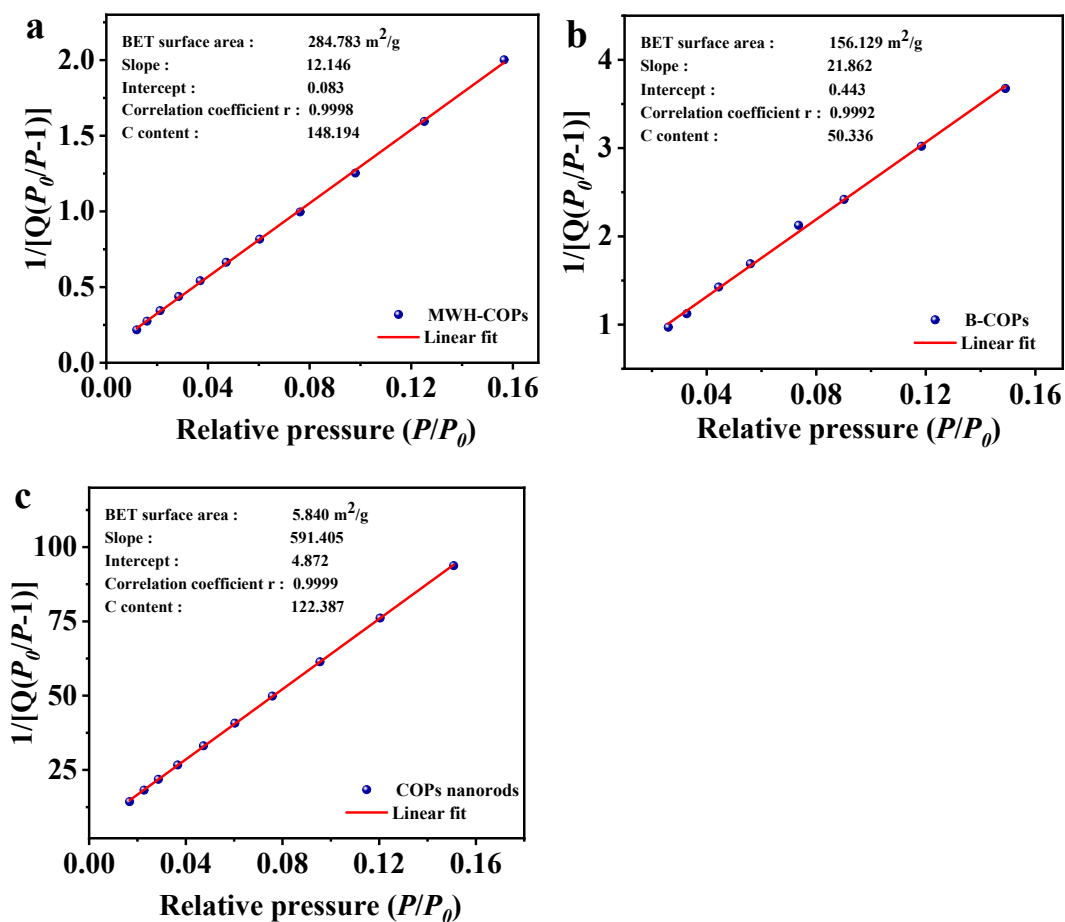 a
BET surface area : 284.783 m²/g
Slope : 12.146
Intercept : 0.083
Correlation coefficient r : 0.9998
C content : 148.194
2.0
1.5
1.0
0.5
0.0
1/[Q(P₀/P-1)]
MWH-COPs
Linear fit
0.00 0.04 0.08 0.12 0.16
Relative pressure (P/P₀)
b
BET surface area : 156.129 m²/g
Slope : 21.862
Intercept : 0.443
Correlation coefficient r : 0.9992
C content : 50.336
4
3
2
1
1/[Q(P₀/P-1)]
B-COPs
Linear fit
0.04 0.08 0.12 0.16
Relative pressure (P/P₀)
c
BET surface area : 5.840 m²/g
Slope : 591.405
Intercept : 4.872
Correlation coefficient r : 0.9999
C content : 122.387
100
75
50
25
1/[Q(P₀/P-1)]
COPs nanorods
Linear fit
0.00 0.04 0.08 0.12 0.16
Relative pressure (P/P₀)